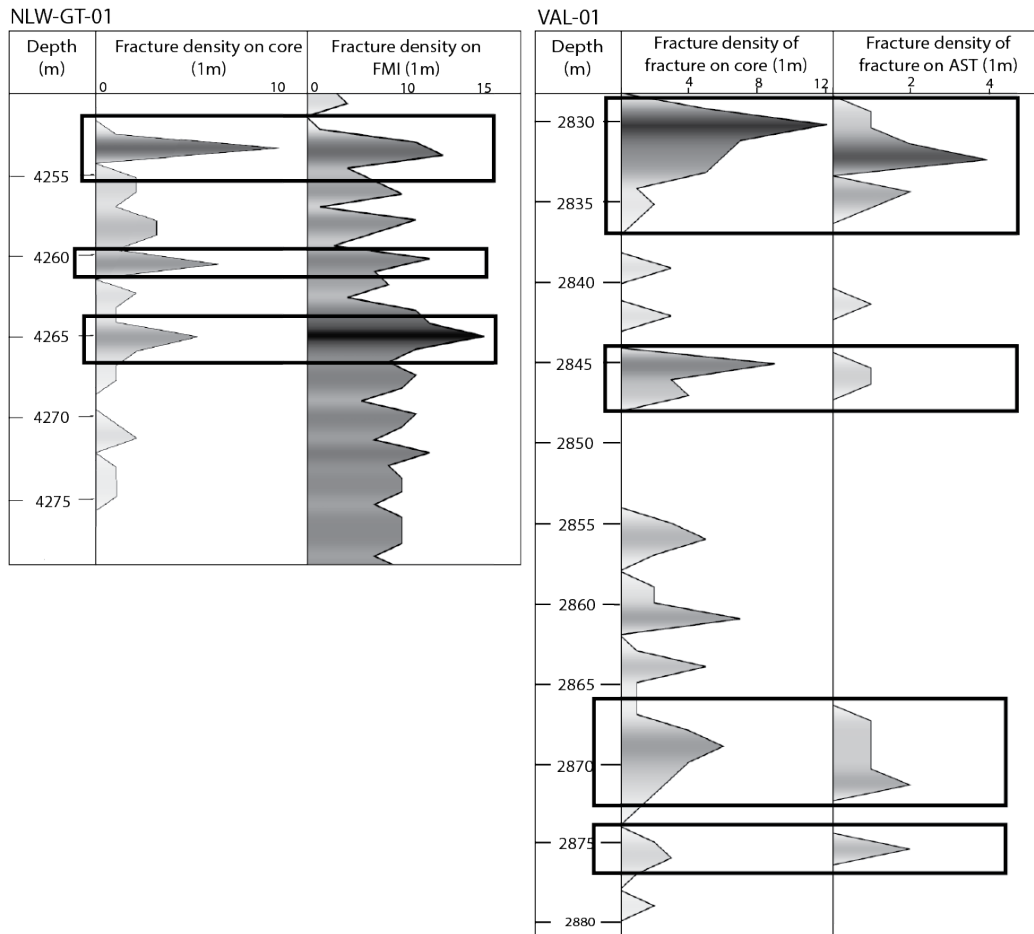 NLW-GT-01
Depth
(m)
Fracture density on core
(1m)
0 10
Fracture density on
FMI (1m)
0 10 15
4255
4260
4265
4270
4275
VAL-01
Depth
(m)
Fracture density of
fracture on core (1m)
4 8 12
Fracture density of
fracture on AST (1m)
2 4
2830
2835
2840
2845
2850
2855
2860
2865
2870
2875
2880